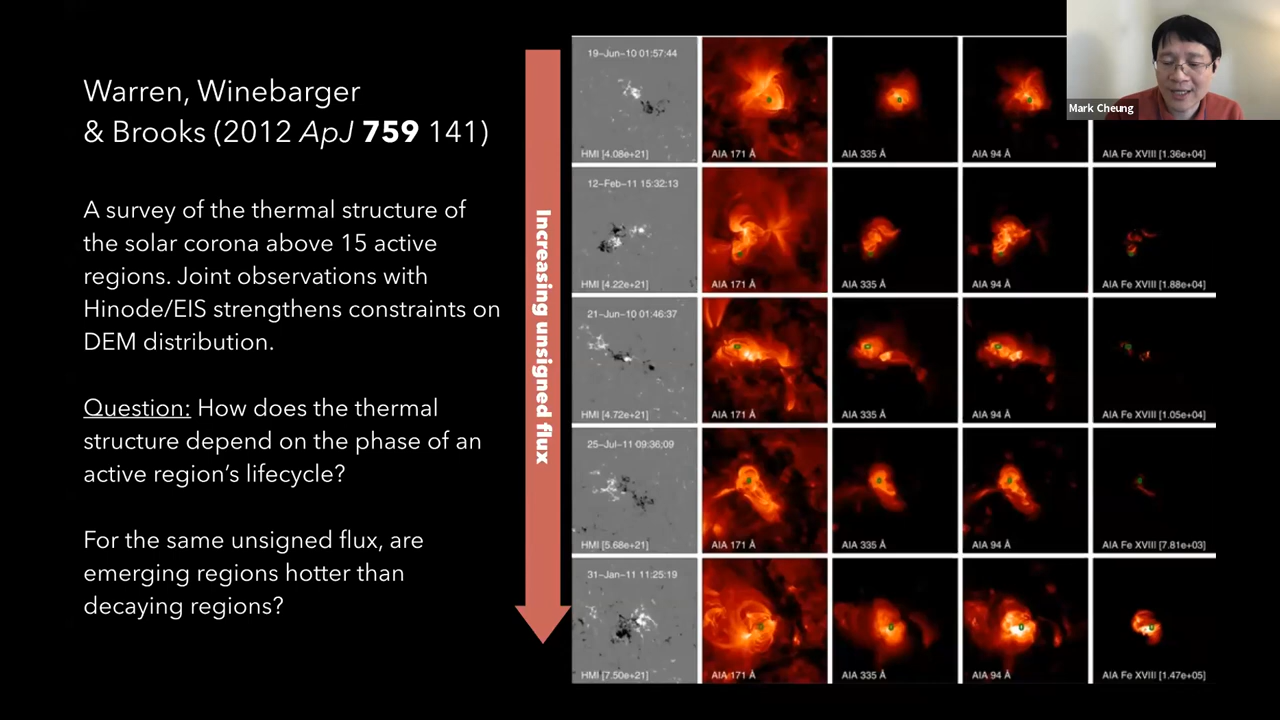 Warren, Winebarger
& Brooks (2012 ApJ 759 141)
A survey of the thermal structure of
the solar corona above 15 active
regions. Joint observations with
Hinode/EIS strengthens constraints on
DEM distribution.
Question: How does the thermal
structure depend on the phase of an
active region's lifecycle?
For the same unsigned flux, are
emerging regions hotter than
decaying regions?
Increasing unsigned flux
19-Jun-10 01:57:44
HMI [4.08e+21]
AIA 171 Å
AIA 335 Å
AIA 94 Å
AIA Fe XVIII [1.36e+04]
12-Feb-11 15:32:13
HMI [4.22e+21]
AIA 171 Å
AIA 335 Å
AIA 94 Å
AIA Fe XVIII [1.88e+04]
21-Jun-10 01:46:37
HMI [4.72e+21]
AIA 171 Å
AIA 335 Å
AIA 94 Å
AIA Fe XVIII [1.05e+04]
25-Jul-11 09:36:09
HMI [5.68e+21]
AIA 171 Å
AIA 335 Å
AIA 94 Å
AIA Fe XVIII [7.81e+03]
31-Jan-11 11:25:19
HMI [7.50e+21]
AIA 171 Å
AIA 335 Å
AIA 94 Å
AIA Fe XVIII [1.47e+05]
Mark Cheung